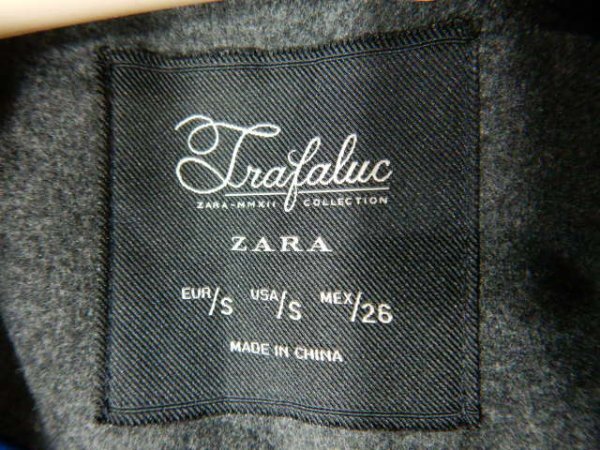 Trafaluc
ZARA-MMXII COLLECTION
ZARA
EUR/S USA/S MEX/26
MADE IN CHINA